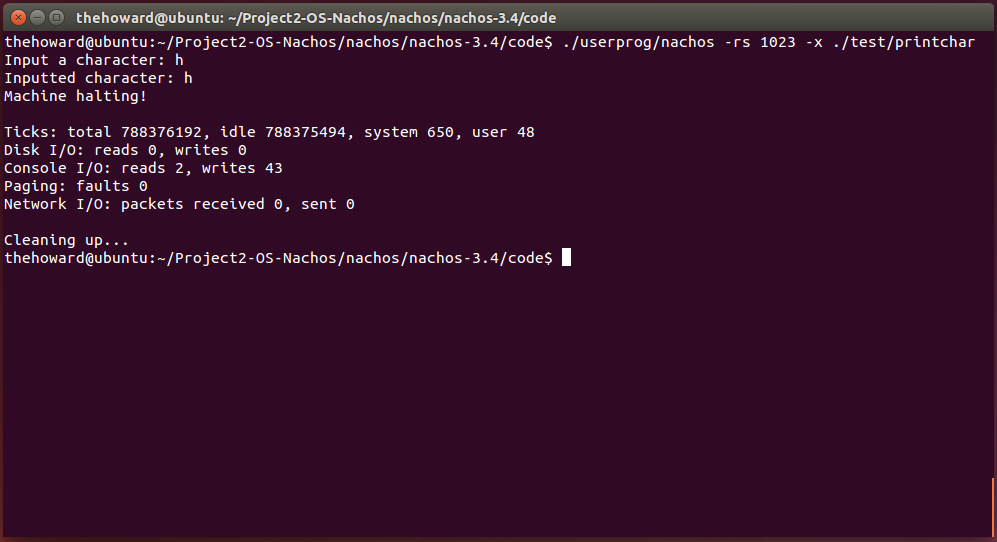 thehoward@ubuntu: ~/Project2-OS-Nachos/nachos/nachos-3.4/code
thehoward@ubuntu:~/Project2-OS-Nachos/nachos/nachos-3.4/code$ ./userprog/nachos -rs 1023 -x ./test/printchar
Input a character: h
Inputted character: h
Machine halting!

Ticks: total 788376192, idle 788375494, system 650, user 48
Disk I/O: reads 0, writes 0
Console I/O: reads 2, writes 43
Paging: faults 0
Network I/O: packets received 0, sent 0

Cleaning up...
thehoward@ubuntu:~/Project2-OS-Nachos/nachos/nachos-3.4/code$